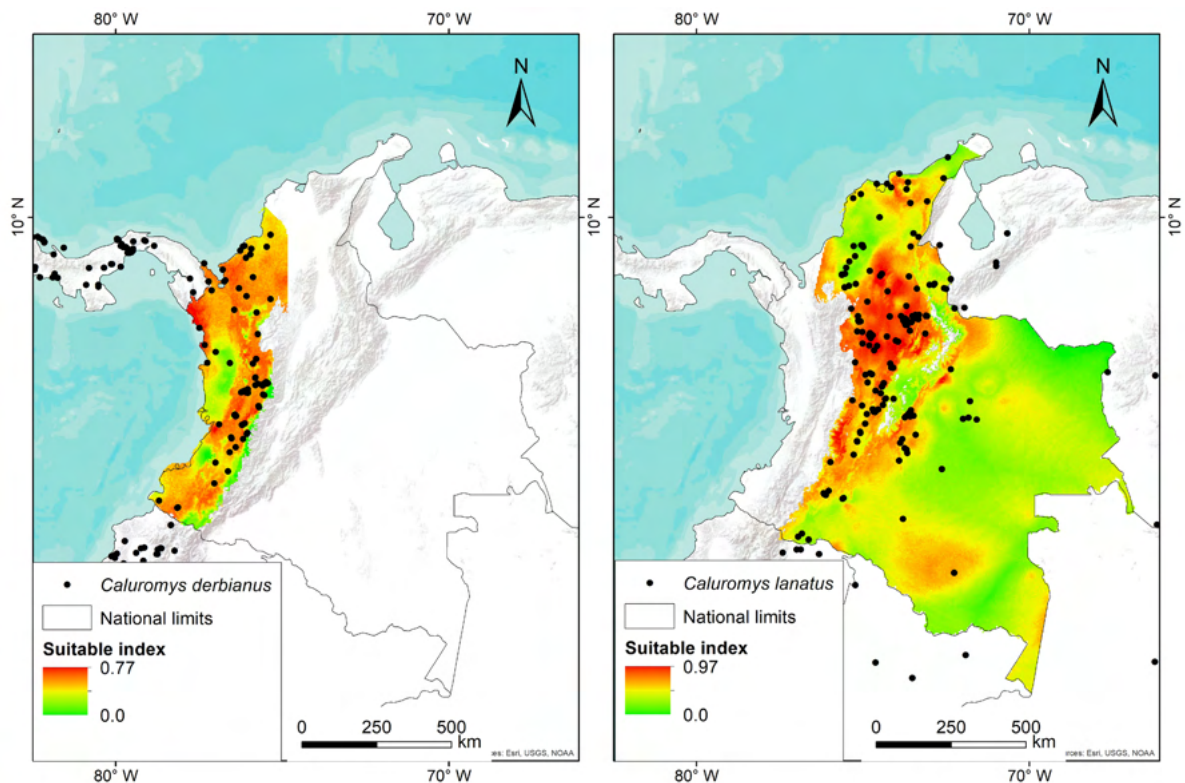 80° W
70° W
80° W
70° W
N
N
10° N
10° N
10° N
Caluromys derbianus
National limits
Suitable index
0.77
0.0
0
250
500
km
es: Esri, USGS, NOAA
Caluromys lanatus
National limits
Suitable index
0.97
0.0
0
250
500
km
rces: Esri, USGS, NOAA
80° W
70° W
80° W
70° W